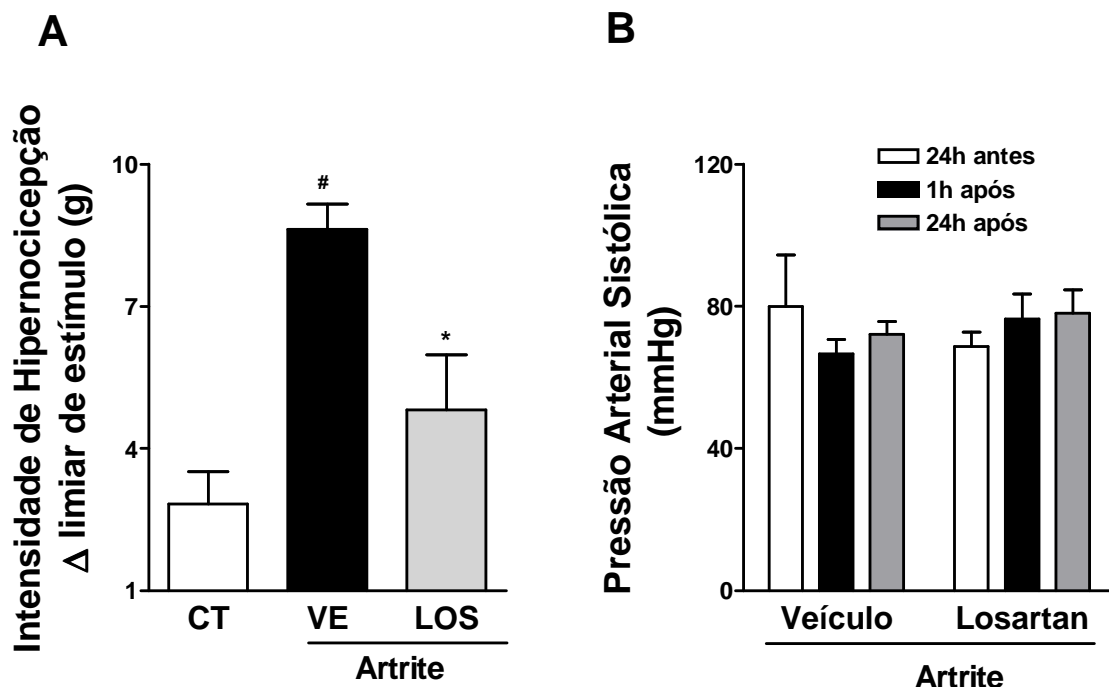 A
Intensidade de Hipernocicepção
Δ limiar de estímulo (g)
10
7
4
1
#
*
CT
VE
LOS
Artrite
B
Pressão Arterial Sistólica
(mmHg)
120
80
40
0
24h antes
1h após
24h após
Veículo
Losartan
Artrite